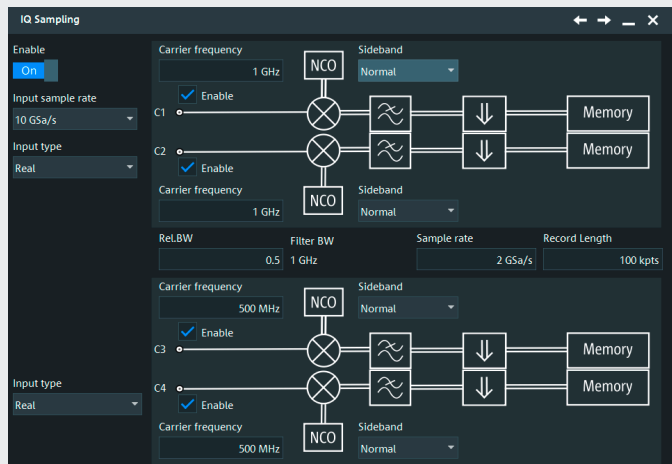 IQ Sampling
Enable
On
Input sample rate
10 GSa/s
Input type
Real
Carrier frequency
1 GHz
Enable
NCO
Sideband
Normal
C1
Memory
C2
Memory
Enable
Carrier frequency
1 GHz
NCO
Sideband
Normal
Rel.BW
0.5
Filter BW
1 GHz
Sample rate
2 GSa/s
Record Length
100 kpts
Carrier frequency
500 MHz
Enable
NCO
Sideband
Normal
C3
Memory
Input type
Real
C4
Memory
Enable
Carrier frequency
500 MHz
NCO
Sideband
Normal